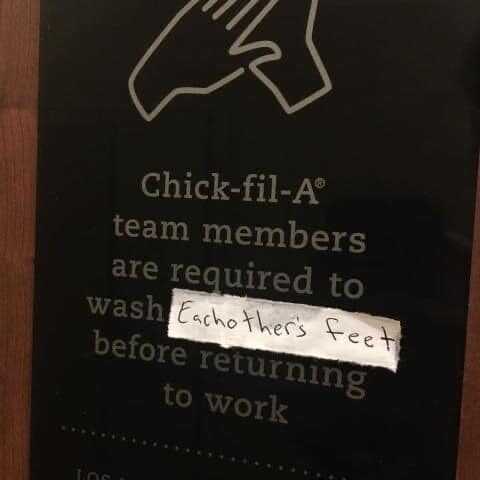 Chick-fil-A®
team members
are required to
wash Eachother's feet
before returning
to work